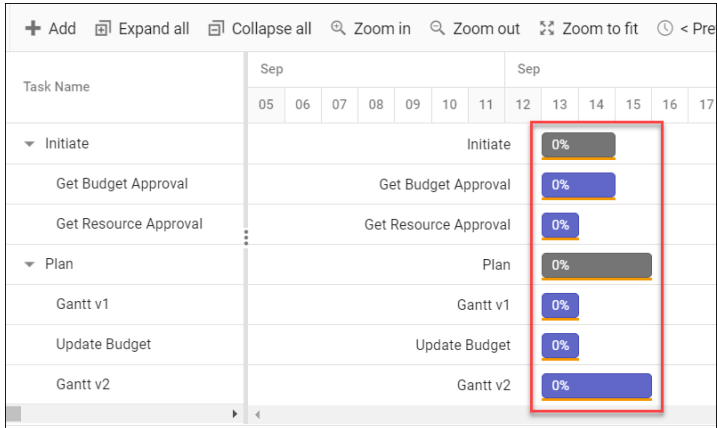 Add Expand all Collapse all Zoom in Zoom out Zoom to fit < Pre
Task Name
Sep Sep
05 06 07 08 09 10 11 12 13 14 15 16 17
Initiate Initiate 0%
Get Budget Approval Get Budget Approval 0%
Get Resource Approval Get Resource Approval 0%
Plan Plan 0%
Gantt v1 Gantt v1 0%
Update Budget Update Budget 0%
Gantt v2 Gantt v2 0%